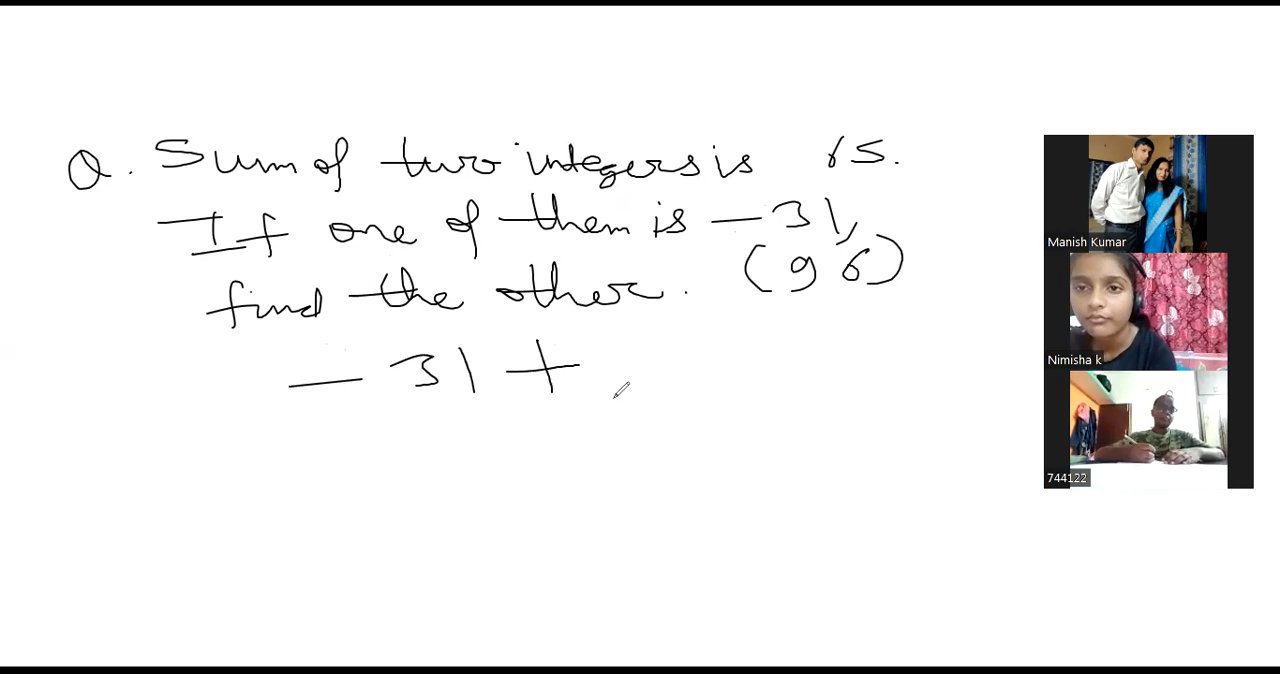 Q. Sum of two integers is 65.
If one of them is -31,
find the other. (96)
-31 +
Manish Kumar
Nimisha k
744122